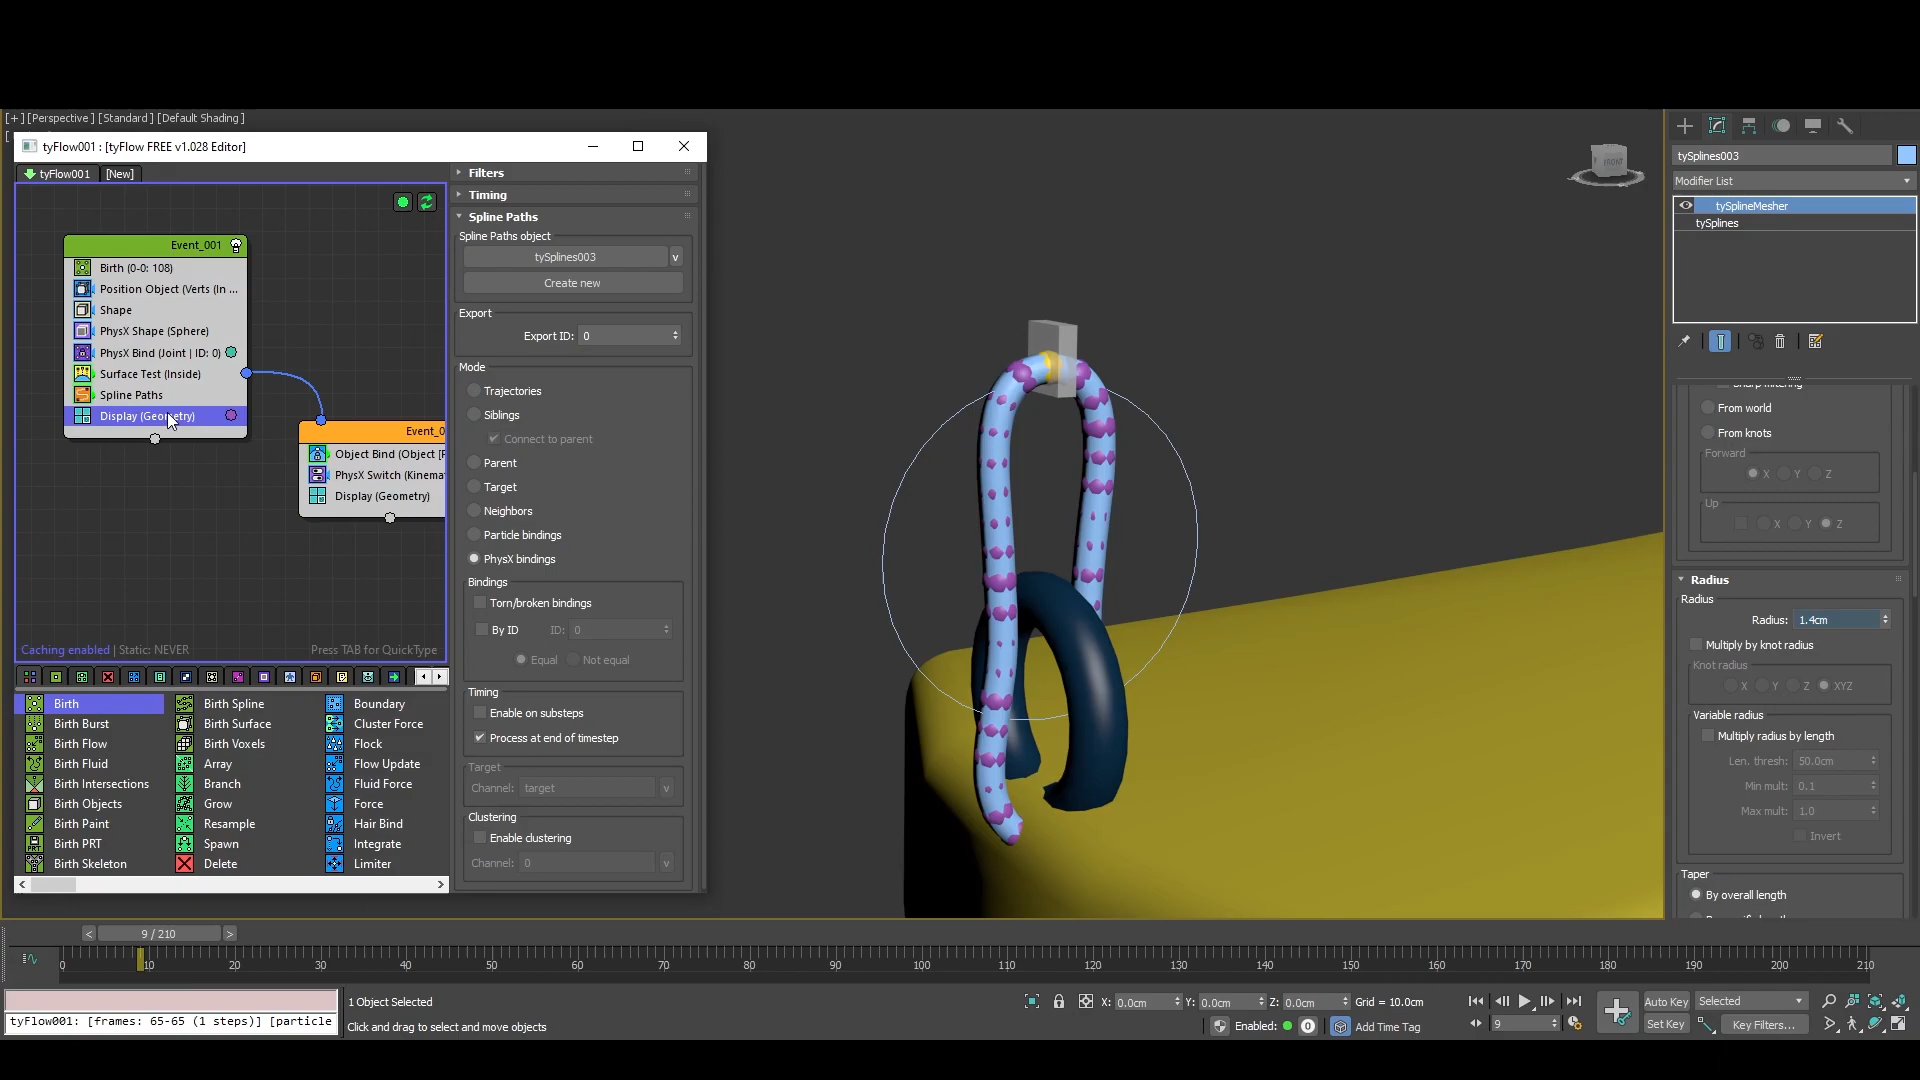 [+] [Perspective] [Standard] [Default Shading]
tyFlow001 : [tyFlow FREE v1.028 Editor]
tyFlow001
[New]
Event_001
Birth (0-0: 108)
Position Object (Verts (In ...
Shape
PhysX Shape (Sphere)
PhysX Bind (Joint | ID: 0)
Surface Test (Inside)
Spline Paths
Display (Geometry)
Event_0
Object Bind (Object [F
PhysX Switch (Kinema
Display (Geometry)
Caching enabled | Static: NEVER
Press TAB for QuickType
Birth
Birth Burst
Birth Flow
Birth Fluid
Birth Intersections
Birth Objects
Birth Paint
Birth PRT
Birth Skeleton
Birth Spline
Birth Surface
Birth Voxels
Array
Branch
Grow
Resample
Spawn
Delete
Boundary
Cluster Force
Flock
Flow Update
Fluid Force
Force
Hair Bind
Integrate
Limiter
Filters
Timing
Spline Paths
Spline Paths object
tySplines003
v
Create new
Export
Export ID: 0
Mode
Trajectories
Siblings
Connect to parent
Parent
Target
Neighbors
Particle bindings
PhysX bindings
Bindings
Torn/broken bindings
By ID ID: 0
Equal Not equal
Timing
Enable on substeps
Process at end of timestep
Target
Channel: target v
Clustering
Enable clustering
Channel: 0 v
FRONT
tySplines003
Modifier List
tySplineMesher
tySplines
From world
From knots
Forward
X Y Z
Up
X Y Z
Radius
Radius
Radius: 1.4cm
Multiply by knot radius
Knot radius
X Y Z XYZ
Variable radius
Multiply radius by length
Len. thresh: 50.0cm
Min mult: 0.1
Max mult: 1.0
Invert
Taper
By overall length
< 9 / 210 >
0 10 20 30 40 50 60 70 80 90 100 110 120 130 140 150 160 170 180 190 200 210
1 Object Selected
X: 0.0cm Y: 0.0cm Z: 0.0cm Grid = 10.0cm
Auto Key Selected
tyFlow001: [frames: 65-65 (1 steps)] [particle
Click and drag to select and move objects
Enabled: 0 Add Time Tag
9
Set Key Key Filters...